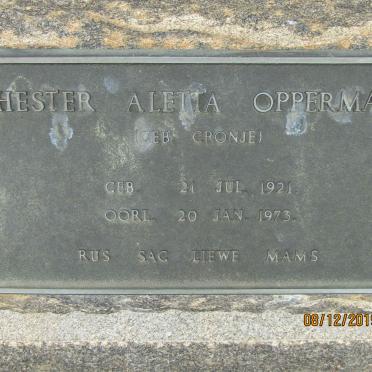 HESTER ALETTA OPPERMA
(GEB CRONJE)
GEB. 21 JUL. 1921
OORL. 20 JAN. 1973.
RUS SAG LIEWE MAMS
08/12/201